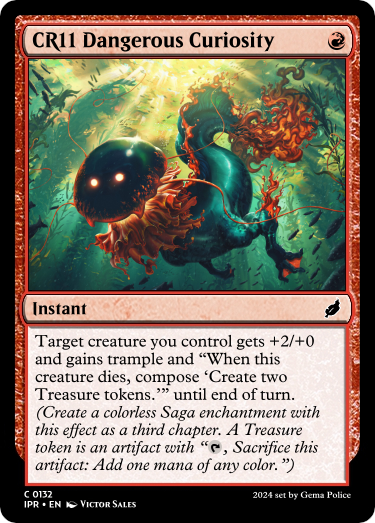 CR11 Dangerous Curiosity
Instant
Target creature you control gets +2/+0
and gains trample and “When this
creature dies, compose ‘Create two
Treasure tokens.’” until end of turn.
(Create a colorless Saga enchantment with
this effect as a third chapter. A Treasure
token is an artifact with “, Sacrifice this
artifact: Add one mana of any color.”)
C 0132
IPR • EN Victor Sales
2024 set by Gema Police